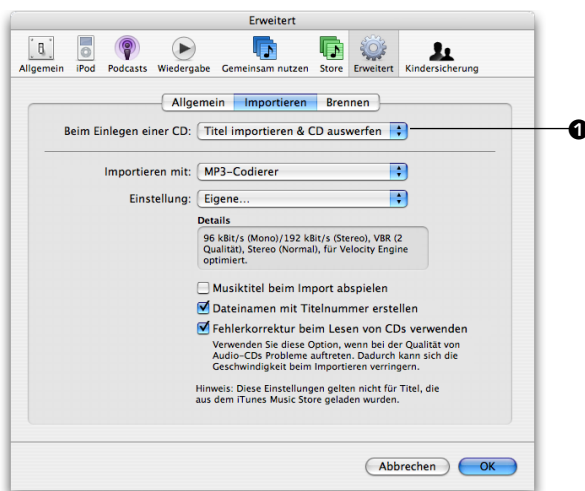 Erweitert
Allgemein iPod Podcasts Wiedergabe Gemeinsam nutzen Store Erweitert Kindersicherung
Allgemein Importieren Brennen
Beim Einlegen einer CD: Titel importieren & CD auswerfen
1
Importieren mit: MP3-Codierer
Einstellung: Eigene...
Details
96 kBit/s (Mono)/192 kBit/s (Stereo), VBR (2
Qualität), Stereo (Normal), für Velocity Engine
optimiert.
Musiktitel beim Import abspielen
Dateinamen mit Titelnummer erstellen
Fehlerkorrektur beim Lesen von CDs verwenden
Verwenden Sie diese Option, wenn bei der Qualität von
Audio-CDs Probleme auftreten. Dadurch kann sich die
Geschwindigkeit beim Importieren verringern.
Hinweis: Diese Einstellungen gelten nicht für Titel, die
aus dem iTunes Music Store geladen wurden.
Abbrechen OK